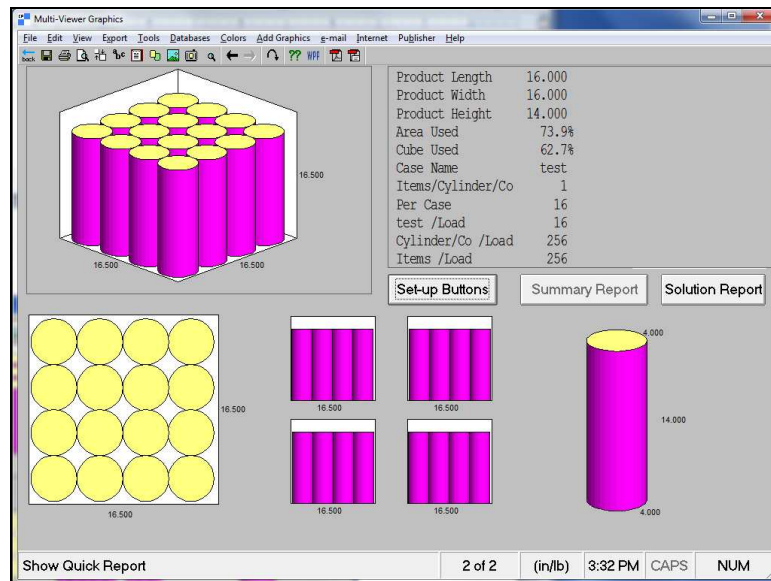 Multi-Viewer Graphics
File Edit View Export Tools Databases Colors Add Graphics e-mail Internet Publisher Help
back abc ?? WPF
16.500
16.500 16.500
Product Length 16.000
Product Width 16.000
Product Height 14.000
Area Used 73.9%
Cube Used 62.7%
Case Name test
Items/Cylinder/Co 1
Per Case 16
test /Load 16
Cylinder/Co /Load 256
Items /Load 256
Set-up Buttons Summary Report Solution Report
16.500
16.500
16.500 16.500
16.500 16.500
4.000
14.000
4.000
Show Quick Report 2 of 2 (in/lb) 3:32 PM CAPS NUM